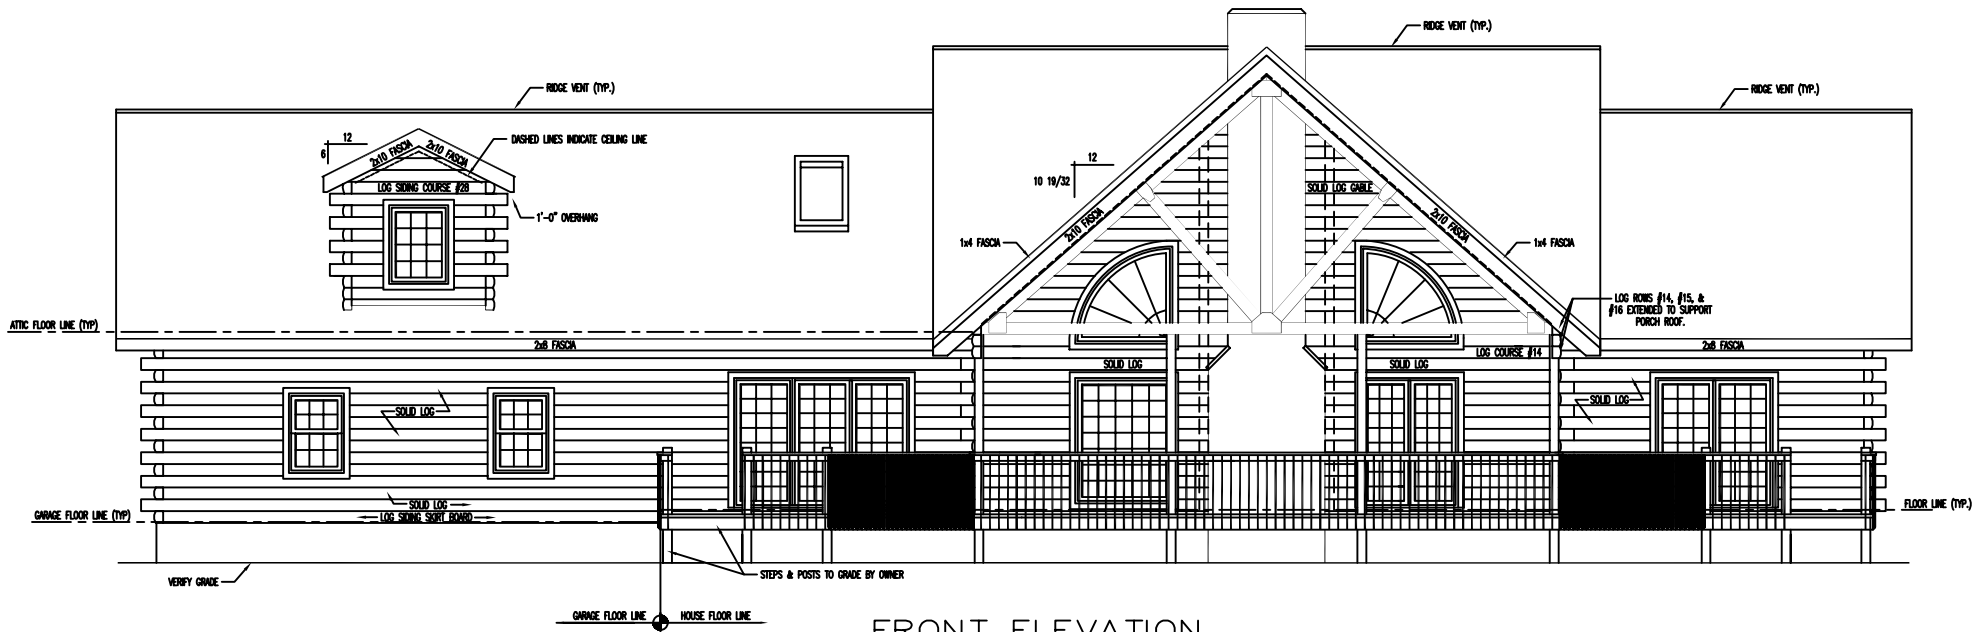 RIDGE VENT (TYP.)
RIDGE VENT (TYP.)
RIDGE VENT (TYP.)
12
6
2x10 FASCIA
2x10 FASCIA
DASHED LINES INDICATE CEILING LINE
LOG SIDING COURSE #28
1'-0" OVERHANG
12
10 19/32
SOLID LOG GABLE
2x10 FASCIA
2x10 FASCIA
1x4 FASCIA
1x4 FASCIA
LOG ROWS #14, #15, &
#16 EXTENDED TO SUPPORT
PORCH ROOF.
ATTIC FLOOR LINE (TYP)
2x8 FASCIA
2x8 FASCIA
LOG COURSE #14
SOLID LOG
SOLID LOG
SOLID LOG
SOLID LOG
SOLID LOG
GARAGE FLOOR LINE (TYP)
LOG SIDING SKIRT BOARD
FLOOR LINE (TYP.)
VERIFY GRADE
STEPS & POSTS TO GRADE BY OWNER
GARAGE FLOOR LINE
HOUSE FLOOR LINE
FRONT ELEVATION